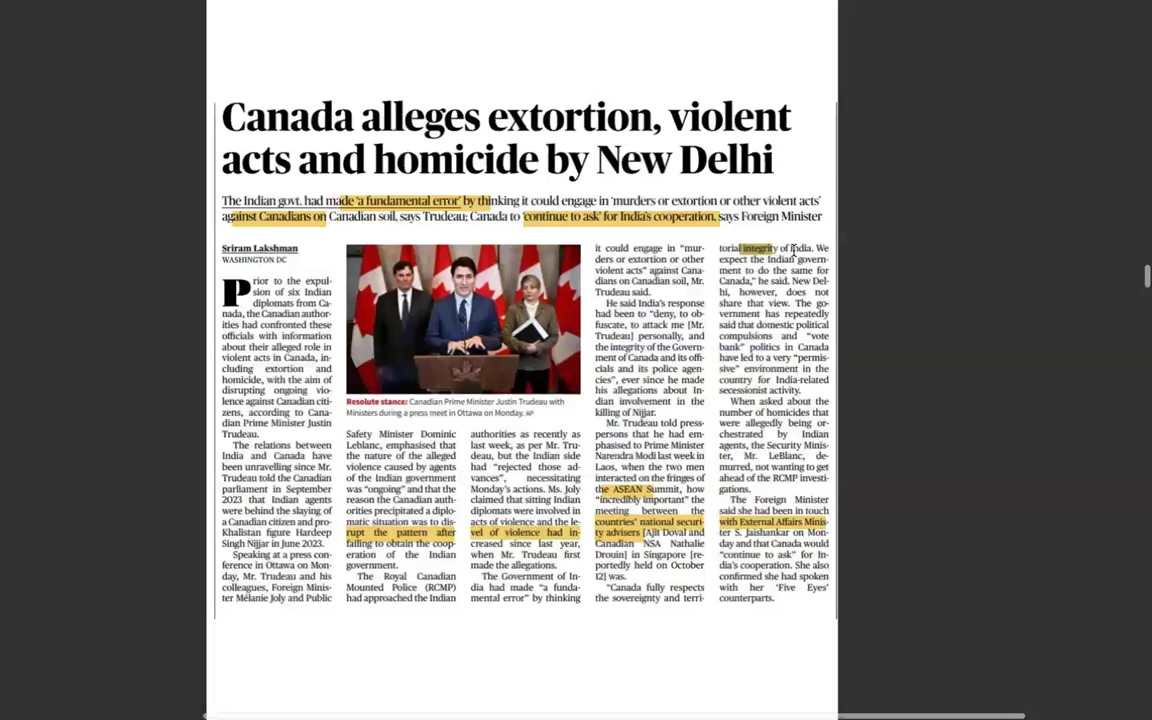 Canada alleges extortion, violent
acts and homicide by New Delhi
The Indian govt. had made ‘a fundamental error’ by thinking it could engage in ‘murders or extortion or other violent acts’
against Canadians on Canadian soil, says Trudeau; Canada to ‘continue to ask’ for India’s cooperation, says Foreign Minister
Sriram Lakshman
WASHINGTON DC
Prior to the expul-
sion of six Indian
diplomats from Ca-
nada, the Canadian author-
ities had confronted these
officials with information
about their alleged role in
violent acts in Canada, in-
cluding extortion and
homicide, with the aim of
disrupting ongoing vio-
lence against Canadian citi-
zens, according to Cana-
dian Prime Minister Justin
Trudeau.
The relations between
India and Canada have
been unravelling since Mr.
Trudeau told the Canadian
parliament in September
2023 that Indian agents
were behind the slaying of
a Canadian citizen and pro-
Khalistan figure Hardeep
Singh Nijjar in June 2023.
Speaking at a press con-
ference in Ottawa on Mon-
day, Mr. Trudeau and his
colleagues, Foreign Minis-
ter Mélanie Joly and Public
Resolute stance: Canadian Prime Minister Justin Trudeau with
Ministers during a press meet in Ottawa on Monday. AP
Safety Minister Dominic
Leblanc, emphasised that
the nature of the alleged
violence caused by agents
of the Indian government
was “ongoing” and that the
reason the Canadian auth-
orities precipitated a diplo-
matic situation was to dis-
rupt the pattern after
failing to obtain the coop-
eration of the Indian
government.
The Royal Canadian
Mounted Police (RCMP)
had approached the Indian
authorities as recently as
last week, as per Mr. Tru-
deau, but the Indian side
had “rejected those ad-
vances”, necessitating
Monday’s actions. Ms. Joly
claimed that sitting Indian
diplomats were involved in
acts of violence and the le-
vel of violence had in-
creased since last year,
when Mr. Trudeau first
made the allegations.
The Government of In-
dia had made “a funda-
mental error” by thinking
it could engage in “mur-
ders or extortion or other
violent acts” against Cana-
dians on Canadian soil, Mr.
Trudeau said.
He said India’s response
had been to “deny, to ob-
fuscate, to attack me [Mr.
Trudeau] personally, and
the integrity of the Govern-
ment of Canada and its offi-
cials and its police agen-
cies”, ever since he made
his allegations about In-
dian involvement in the
killing of Nijjar.
Mr. Trudeau told press-
persons that he had em-
phasised to Prime Minister
Narendra Modi last week in
Laos, when the two men
interacted on the fringes of
the ASEAN Summit, how
“incredibly important” the
meeting between the
countries’ national securi-
ty advisers [Ajit Doval and
Canadian NSA Nathalie
Drouin] in Singapore [re-
portedly held on October
12] was.
“Canada fully respects
the sovereignty and terri-
torial integrity of India. We
expect the Indian govern-
ment to do the same for
Canada,” he said. New Del-
hi, however, does not
share that view. The go-
vernment has repeatedly
said that domestic political
compulsions and “vote
bank” politics in Canada
have led to a very “permis-
sive” environment in the
country for India-related
secessionist activity.
When asked about the
number of homicides that
were allegedly being or-
chestrated by Indian
agents, the Security Minis-
ter, Mr. LeBlanc, de-
murred, not wanting to get
ahead of the RCMP investi-
gations.
The Foreign Minister
said she had been in touch
with External Affairs Minis-
ter S. Jaishankar on Mon-
day and that Canada would
“continue to ask” for In-
dia’s cooperation. She also
confirmed she had spoken
with her ‘Five Eyes’
counterparts.